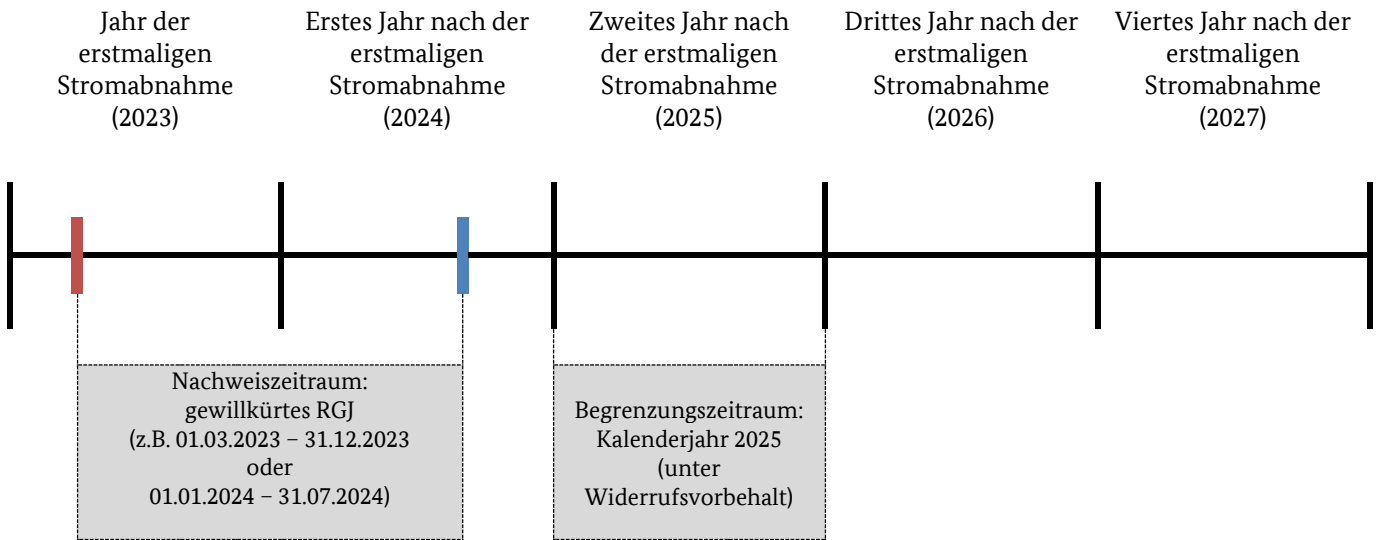 Jahr der
erstmaligen
Stromabnahme
(2023)
Erstes Jahr nach der
erstmaligen
Stromabnahme
(2024)
Zweites Jahr nach
der erstmaligen
Stromabnahme
(2025)
Drittes Jahr nach der
erstmaligen
Stromabnahme
(2026)
Viertes Jahr nach der
erstmaligen
Stromabnahme
(2027)
Nachweiszeitraum:
gewillkürtes RGJ
(z.B. 01.03.2023 – 31.12.2023
oder
01.01.2024 – 31.07.2024)
Begrenzungszeitraum:
Kalenderjahr 2025
(unter
Widerrufsvorbehalt)